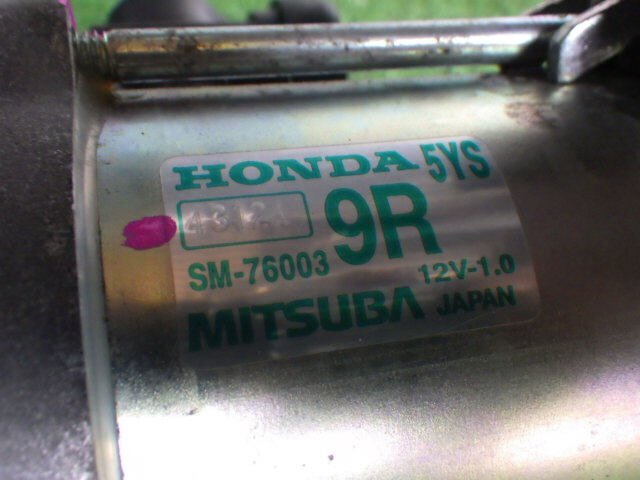 HONDA 5YS
9R
SM-76003
12V-1.0
MITSUBA JAPAN